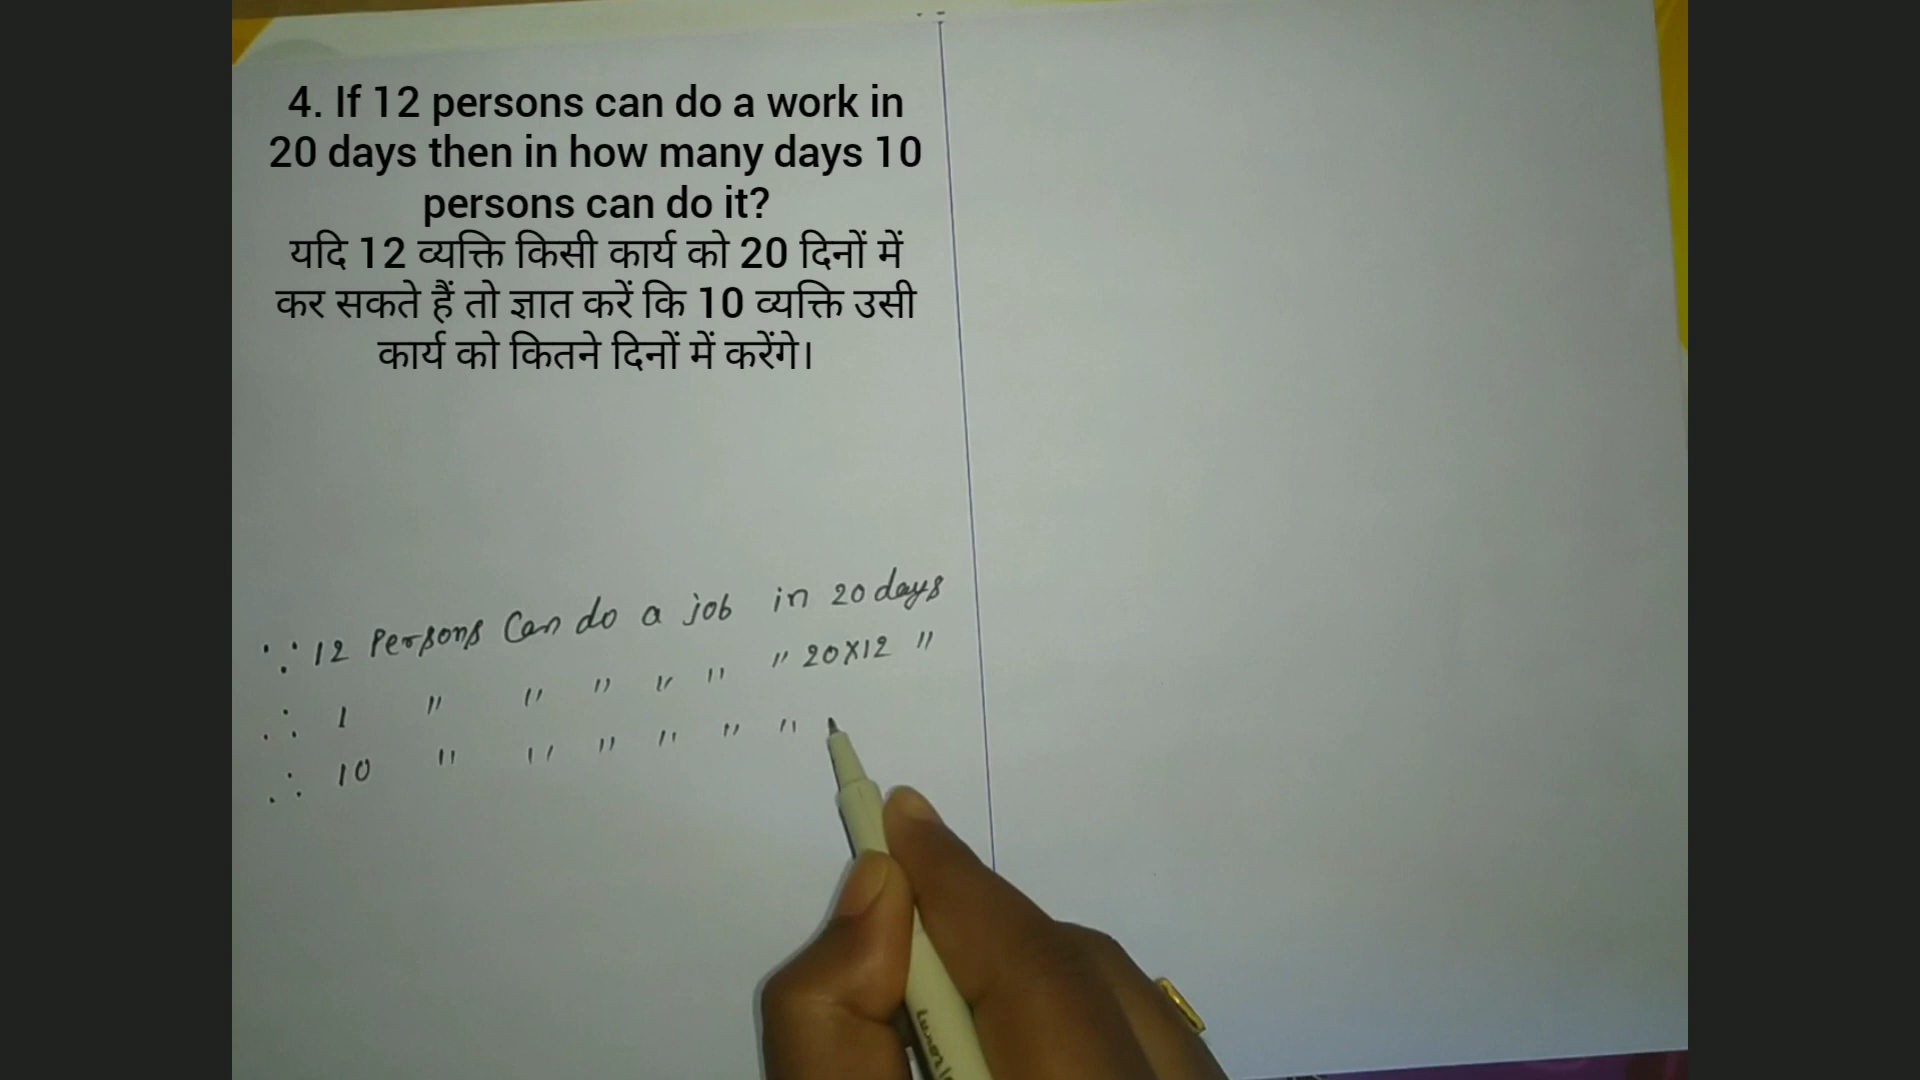 4. If 12 persons can do a work in
20 days then in how many days 10
persons can do it?
यदि 12 व्यक्ति किसी कार्य को 20 दिनों में
कर सकते हैं तो ज्ञात करें कि 10 व्यक्ति उसी
कार्य को कितने दिनों में करेंगे।
∵ 12 Persons Can do a job in 20 days
∴ 1 " " " " " " 20X12 "
∴ 10 " " " " " "